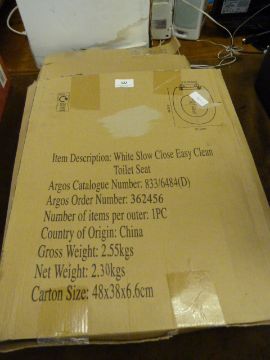 Item Description: White Slow Close Easy Clean
Toilet Seat
Argos Catalogue Number: 833/6484(D)
Argos Order Number: 362456
Number of items per outer: 1PC
Country of Origin: China
Gross Weight: 2.55kgs
Net Weight: 2.30kgs
Carton Size: 48x38x6.6cm